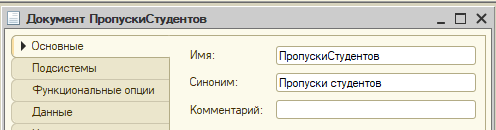 Документ ПропускиСтудентов
Основные
Имя: ПропускиСтудентов
Подсистемы
Синоним: Пропуски студентов
Функциональные опции
Комментарий:
Данные